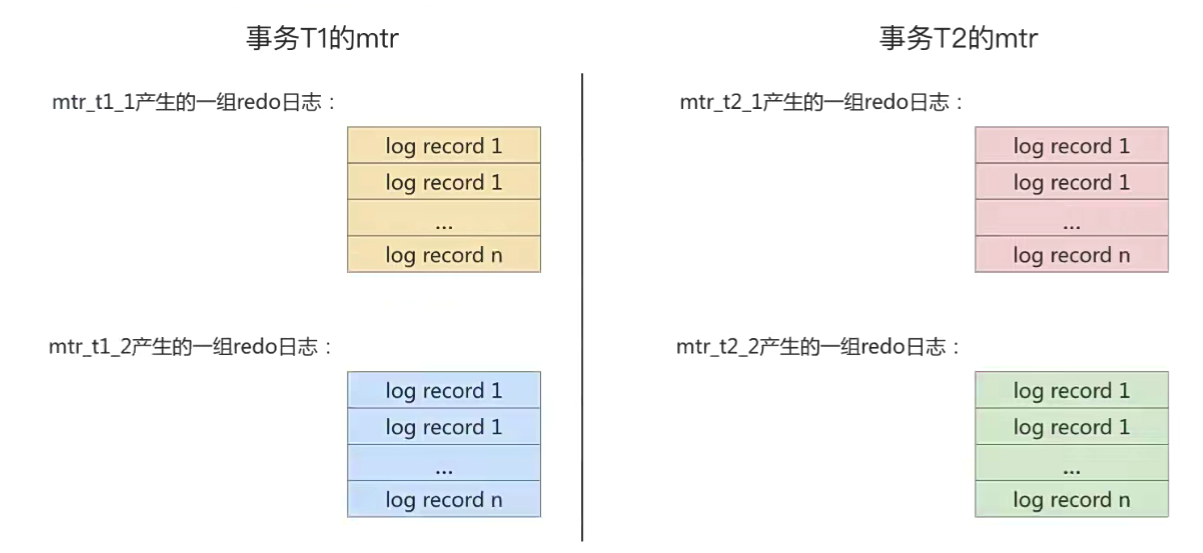 事务T1的mtr
mtr_t1_1产生的一组redo日志：
log record 1
log record 1
...
log record n
mtr_t1_2产生的一组redo日志：
log record 1
log record 1
...
log record n
事务T2的mtr
mtr_t2_1产生的一组redo日志：
log record 1
log record 1
...
log record n
mtr_t2_2产生的一组redo日志：
log record 1
log record 1
...
log record n